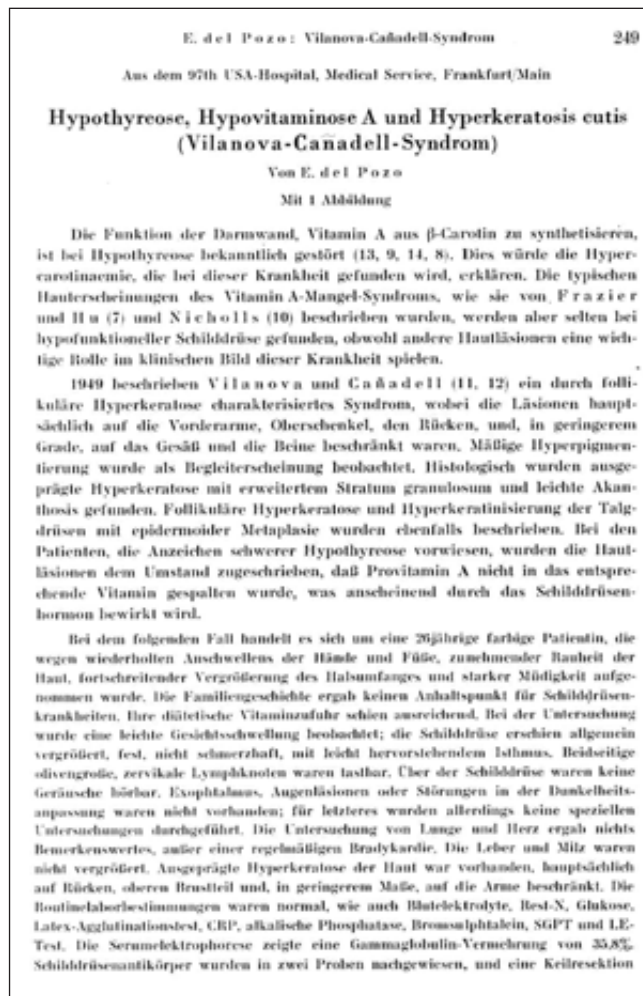 E. del Pozo: Vilanova-Cañadell-Syndrom 249
Aus dem 97th USA-Hospital, Medical Service, Frankfurt/Main
Hypothyreose, Hypovitaminose A und Hyperkeratosis cutis
(Vilanova-Cañadell-Syndrom)
Von E. del Pozo
Mit 1 Abbildung
Die Funktion der Darmwand, Vitamin A aus β-Carotin zu synthetisieren,
ist bei Hypothyreose bekanntlich gestört (13, 9, 14, 8). Dies würde die Hyper-
carotinaemie, die bei dieser Krankheit gefunden wird, erklären. Die typischen
Hauterscheinungen des Vitamin A-Mangel-Syndroms, wie sie von Frazier
und Hu (7) und Nicholls (10) beschrieben wurden, werden aber selten bei
hypofunktioneller Schilddrüse gefunden, obwohl andere Hautläsionen eine wich-
tige Rolle im klinischen Bild dieser Krankheit spielen.
1949 beschrieben Vilanova und Cañadell (11, 12) ein durch folli-
kuläre Hyperkeratose charakterisiertes Syndrom, wobei die Läsionen haupt-
sächlich auf die Vorderarme, Oberschenkel, den Rücken, und, in geringerem
Grade, auf das Gesäß und die Beine beschränkt waren. Mäßige Hyperpigmen-
tierung wurde als Begleiterscheinung beobachtet. Histologisch wurden ausge-
prägte Hyperkeratose mit erweitertem Stratum granulosum und leichte Akan-
thosis gefunden. Follikuläre Hyperkeratose und Hyperkeratinisierung der Talg-
drüsen mit epidermoider Metaplasie wurden ebenfalls beschrieben. Bei den
Patienten, die Anzeichen schwerer Hypothyreose vorwiesen, wurden die Haut-
läsionen dem Umstand zugeschrieben, daß Provitamin A nicht in das entspre-
chende Vitamin gespalten wurde, was anscheinend durch das Schilddrüsen-
hormon bewirkt wird.
Bei dem folgenden Fall handelt es sich um eine 26jährige farbige Patientin, die
wegen wiederholten Anschwellens der Hände und Füße, zunehmender Rauheit der
Haut, fortschreitender Vergrößerung des Halsumfanges und starker Müdigkeit aufge-
nommen wurde. Die Familiengeschichte ergab keinen Anhaltspunkt für Schilddrüsen-
krankheiten. Ihre diätetische Vitaminzufuhr schien ausreichend. Bei der Untersuchung
wurde eine leichte Gesichtsschwellung beobachtet; die Schilddrüse erschien allgemein
vergrößert, fest, nicht schmerzhaft, mit leicht hervorstehendem Isthmus. Beidseitige
olivengroße, zervikale Lymphknoten waren tastbar. Über der Schilddrüse waren keine
Geräusche hörbar. Exophtalmus, Augenläsionen oder Störungen in der Dunkelheits-
anpassung waren nicht vorhanden; für letzteres wurden allerdings keine speziellen
Untersuchungen durchgeführt. Die Untersuchung von Lunge und Herz ergab nichts
Bemerkenswertes, außer einer regelmäßigen Bradykardie. Die Leber und Milz waren
nicht vergrößert. Ausgeprägte Hyperkeratose der Haut war vorhanden, hauptsächlich
auf Rücken, oberen Brustteil und, in geringerem Maße, auf die Arme beschränkt. Die
Routinelaborbestimmungen waren normal, wie auch Blutelektrolyte, Rest-N, Glukose,
Latex-Agglutinationstest, CRP, alkalische Phosphatase, Bromsulphtalein, SGPT und LE-
Test. Die Serumelektrophorese zeigte eine Gammaglobulin-Vermehrung von 35,8%.
Schilddrüsenantikörper wurden in zwei Proben nachgewiesen, und eine Keilresektion